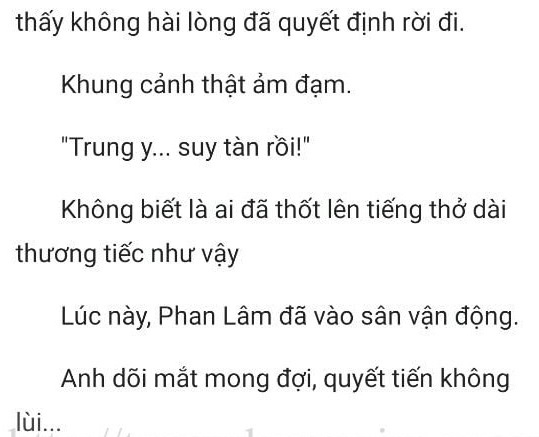 thấy không hài lòng đã quyết định rời đi.
Khung cảnh thật ảm đạm.
"Trung y... suy tàn rồi!"
Không biết là ai đã thốt lên tiếng thở dài
thương tiếc như vậy
Lúc này, Phan Lâm đã vào sân vận động.
Anh dõi mắt mong đợi, quyết tiến không
lùi...